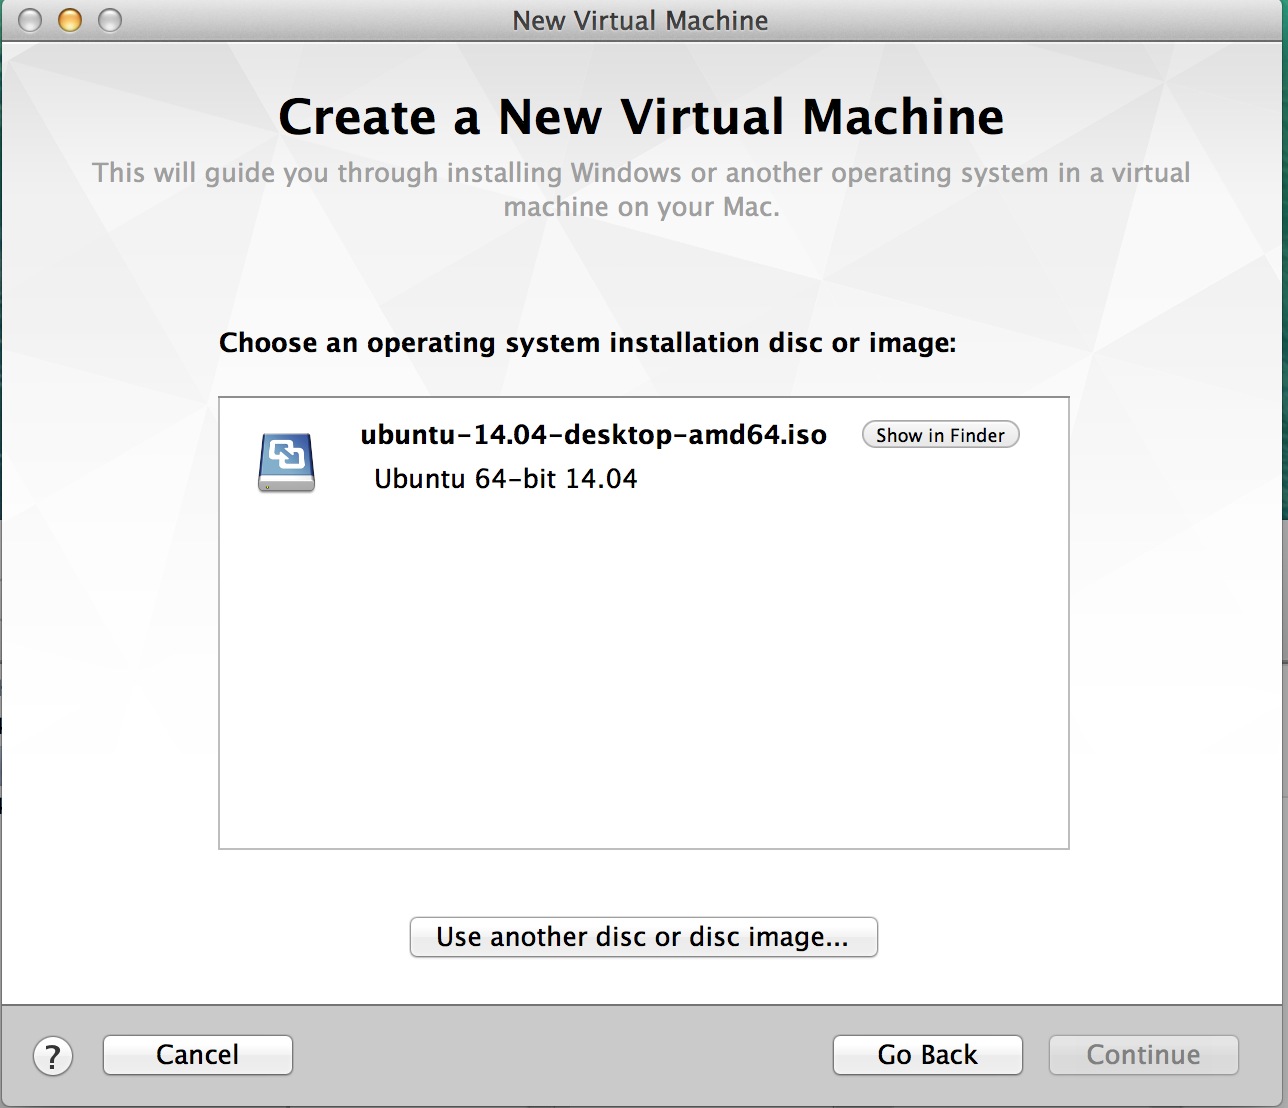 New Virtual Machine
Create a New Virtual Machine
This will guide you through installing Windows or another operating system in a virtual
machine on your Mac.
Choose an operating system installation disc or image:
ubuntu-14.04-desktop-amd64.iso
Show in Finder
Ubuntu 64-bit 14.04
Use another disc or disc image...
?
Cancel
Go Back
Continue